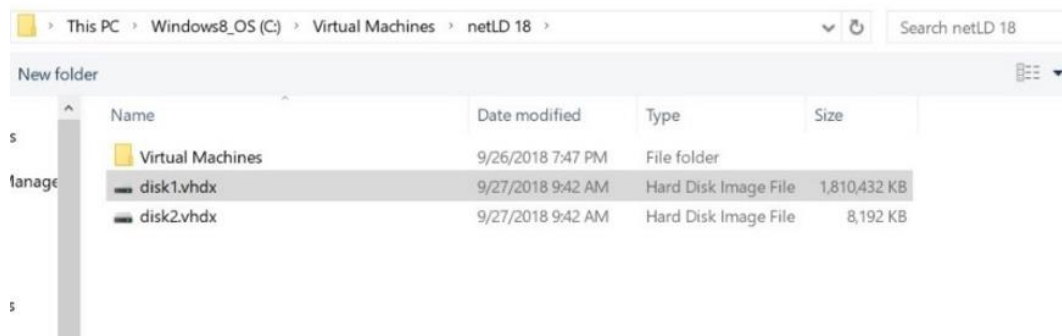 This PC > Windows8_OS (C:) > Virtual Machines > netLD 18 > Search netLD 18
New folder
Name Date modified Type Size
Virtual Machines 9/26/2018 7:47 PM File folder
disk1.vhdx 9/27/2018 9:42 AM Hard Disk Image File 1,810,432 KB
disk2.vhdx 9/27/2018 9:42 AM Hard Disk Image File 8,192 KB